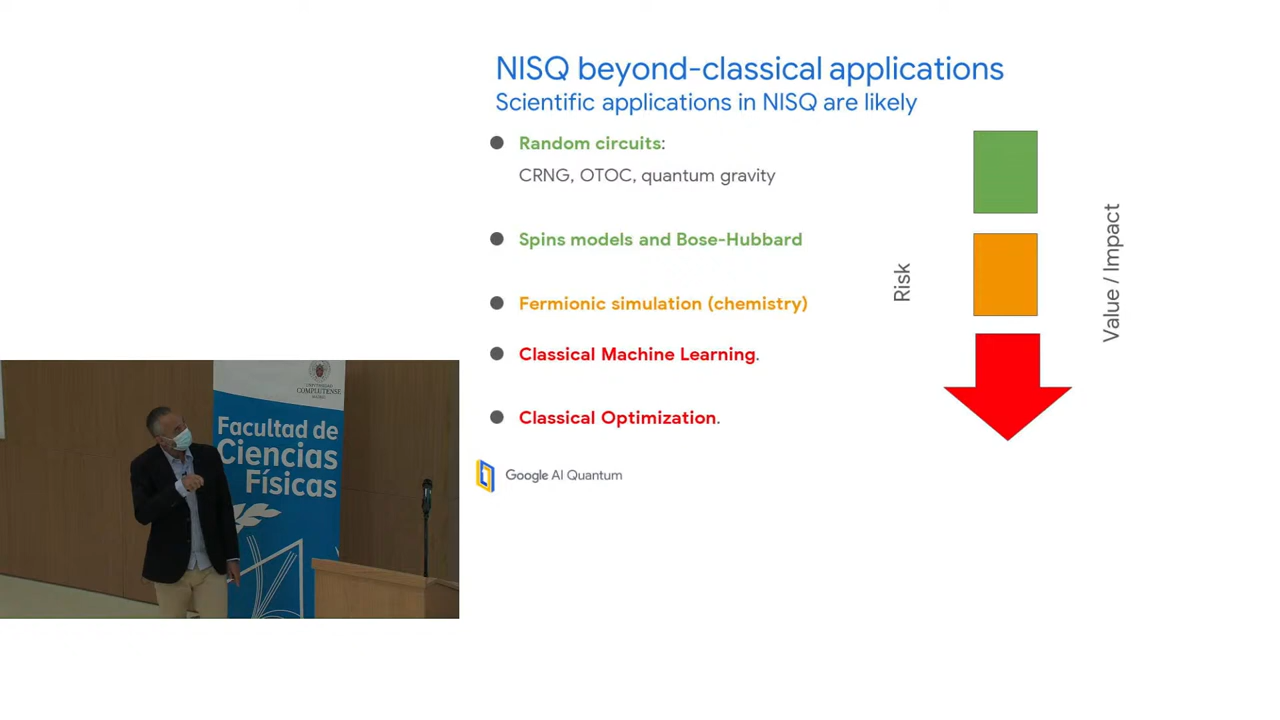 NISQ beyond-classical applications
Scientific applications in NISQ are likely
Random circuits:
CRNG, OTOC, quantum gravity
Spins models and Bose-Hubbard
Fermionic simulation (chemistry)
Classical Machine Learning.
Classical Optimization.
Risk
Value / Impact
Google AI Quantum
UNIVERSIDAD
COMPLUTENSE
MADRID
Facultad de
Ciencias
Físicas